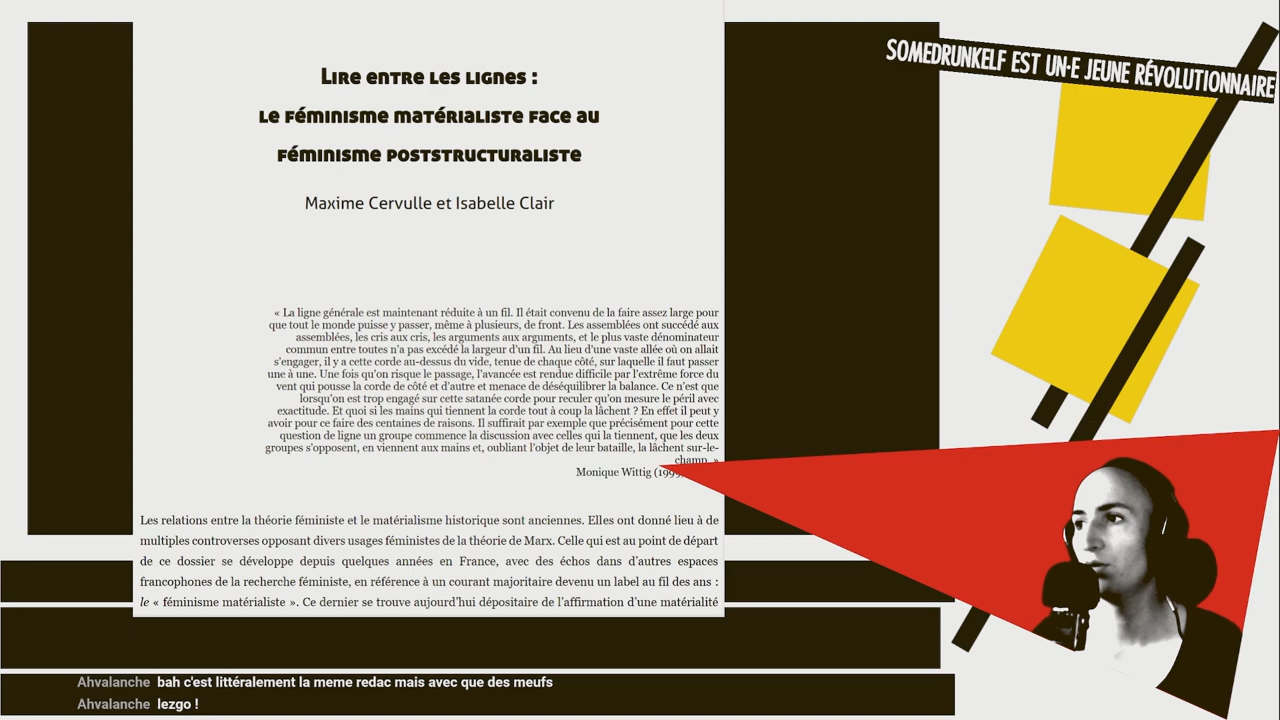 SOMEDRUNKELF EST UN·E JEUNE RÉVOLUTIONNAIRE
Lire entre les lignes :
le féminisme matérialiste face au
féminisme poststructuraliste
Maxime Cervulle et Isabelle Clair
« La ligne générale est maintenant réduite à un fil. Il était convenu de la faire assez large pour
que tout le monde puisse y passer, même à plusieurs, de front. Les assemblées ont succédé aux
assemblées, les cris aux cris, les arguments aux arguments, et le plus vaste dénominateur
commun entre toutes n'a pas excédé la largeur d'un fil. Au lieu d'une vaste allée où on allait
s'engager, il y a cette corde au-dessus du vide, tenue de chaque côté, sur laquelle il faut passer
une à une. Une fois qu'on risque le passage, l'avancée est rendue difficile par l'extrême force du
vent qui pousse la corde de côté et d'autre et menace de déséquilibrer la balance. Ce n'est que
lorsqu'on est trop engagé sur cette satanée corde pour reculer qu'on mesure le péril avec
exactitude. Et quoi si les mains qui tiennent la corde tout à coup la lâchent ? En effet il peut y
avoir pour ce faire des centaines de raisons. Il suffirait par exemple que précisément pour cette
question de ligne un groupe commence la discussion avec celles qui la tiennent, que les deux
groupes s'opposent, en viennent aux mains et, oubliant l'objet de leur bataille, la lâchent sur-le-
champ. »
Monique Wittig
Les relations entre la théorie féministe et le matérialisme historique sont anciennes. Elles ont donné lieu à de
multiples controverses opposant divers usages féministes de la théorie de Marx. Celle qui est au point de départ
de ce dossier se développe depuis quelques années en France, avec des échos dans d'autres espaces
francophones de la recherche féministe, en référence à un courant majoritaire devenu un label au fil des ans :
le « féminisme matérialiste ». Ce dernier se trouve aujourd'hui dépositaire de l'affirmation d'une matérialité
Ahvalanche bah c'est littéralement la meme redac mais avec que des meufs
Ahvalanche lezgo !